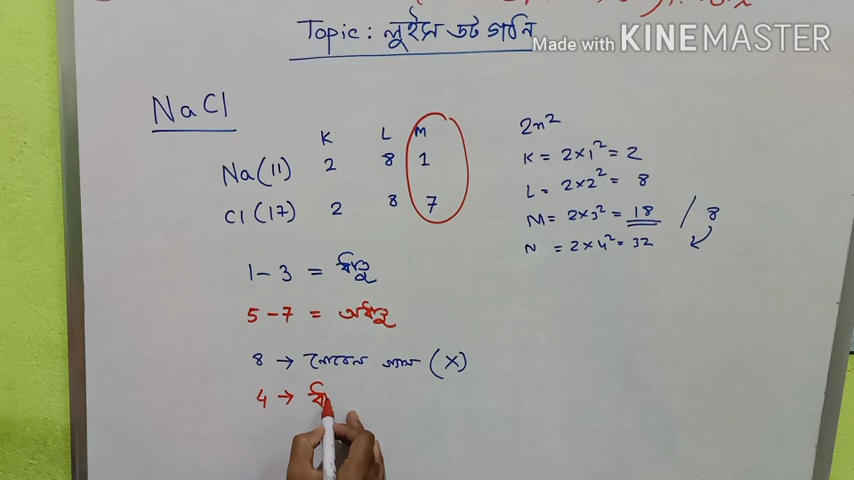 Topic : লুইস ডট গঠন
Made with KINEMASTER
NaCl
K L M
Na(11) 2 8 1
Cl(17) 2 8 7
1-3 = ধাতু
5-7 = অধাতু
8 → নোবেল গ্যাস (X)
4 →
2n²
K = 2×1² = 2
L = 2×2² = 8
M = 2×3² = 18 / 8
N = 2×4² = 32